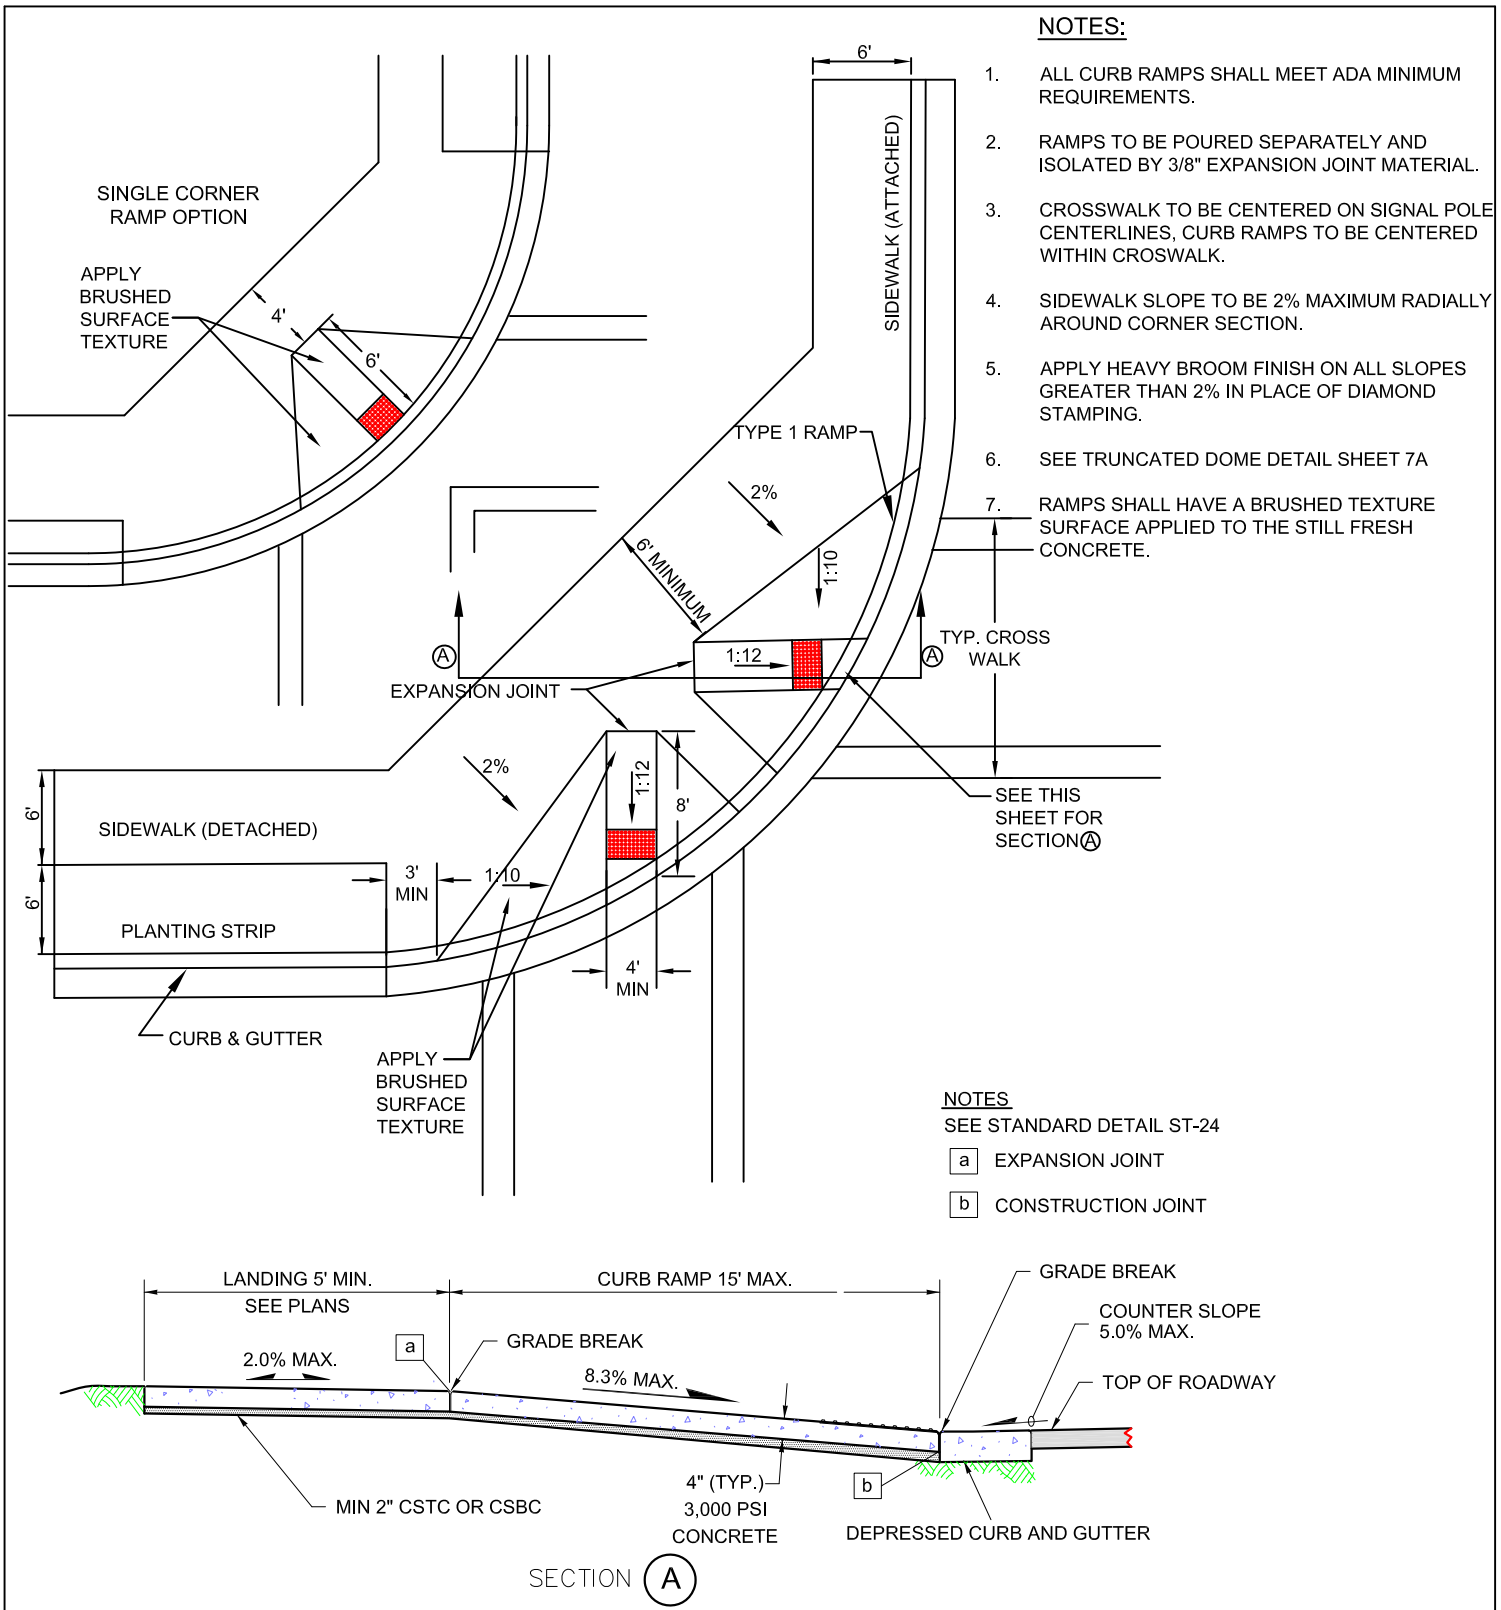 NOTES:
1. ALL CURB RAMPS SHALL MEET ADA MINIMUM
REQUIREMENTS.
2. RAMPS TO BE POURED SEPARATELY AND
ISOLATED BY 3/8" EXPANSION JOINT MATERIAL.
3. CROSSWALK TO BE CENTERED ON SIGNAL POLE
CENTERLINES, CURB RAMPS TO BE CENTERED
WITHIN CROSWALK.
4. SIDEWALK SLOPE TO BE 2% MAXIMUM RADIALLY
AROUND CORNER SECTION.
5. APPLY HEAVY BROOM FINISH ON ALL SLOPES
GREATER THAN 2% IN PLACE OF DIAMOND
STAMPING.
6. SEE TRUNCATED DOME DETAIL SHEET 7A
7. RAMPS SHALL HAVE A BRUSHED TEXTURE
SURFACE APPLIED TO THE STILL FRESH
CONCRETE.
SINGLE CORNER
RAMP OPTION
APPLY
BRUSHED
SURFACE
TEXTURE
4'
6'
6'
SIDEWALK (ATTACHED)
TYPE 1 RAMP
2%
6' MINIMUM
1:10
1:12
A
A
TYP. CROSS
WALK
EXPANSION JOINT
2%
1:12
8'
SEE THIS
SHEET FOR
SECTION A
6'
SIDEWALK (DETACHED)
3'
MIN
1:10
6'
PLANTING STRIP
4'
MIN
CURB & GUTTER
APPLY
BRUSHED
SURFACE
TEXTURE
NOTES
SEE STANDARD DETAIL ST-24
a EXPANSION JOINT
b CONSTRUCTION JOINT
LANDING 5' MIN.
SEE PLANS
CURB RAMP 15' MAX.
GRADE BREAK
COUNTER SLOPE
5.0% MAX.
a
GRADE BREAK
2.0% MAX.
8.3% MAX.
TOP OF ROADWAY
MIN 2" CSTC OR CSBC
4" (TYP.)
3,000 PSI
CONCRETE
b
DEPRESSED CURB AND GUTTER
SECTION A